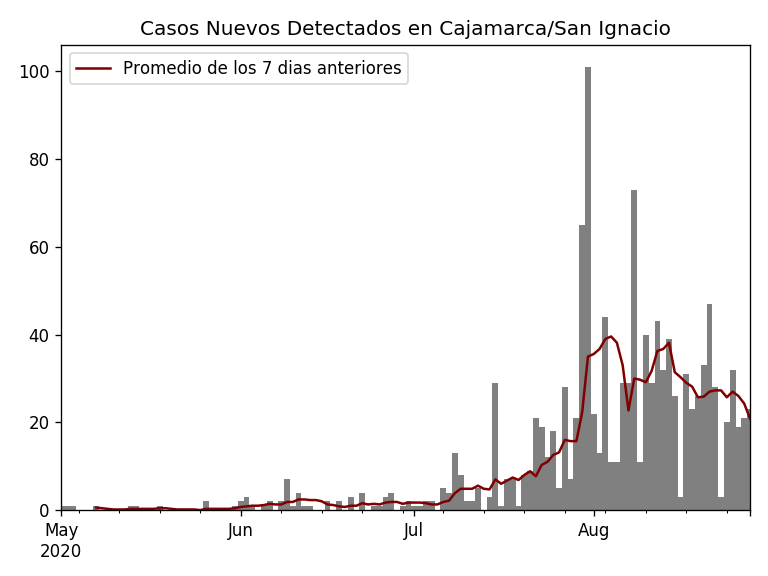 Casos Nuevos Detectados en Cajamarca/San Ignacio
Promedio de los 7 dias anteriores
100
80
60
40
20
0
May Jun Jul Aug
2020